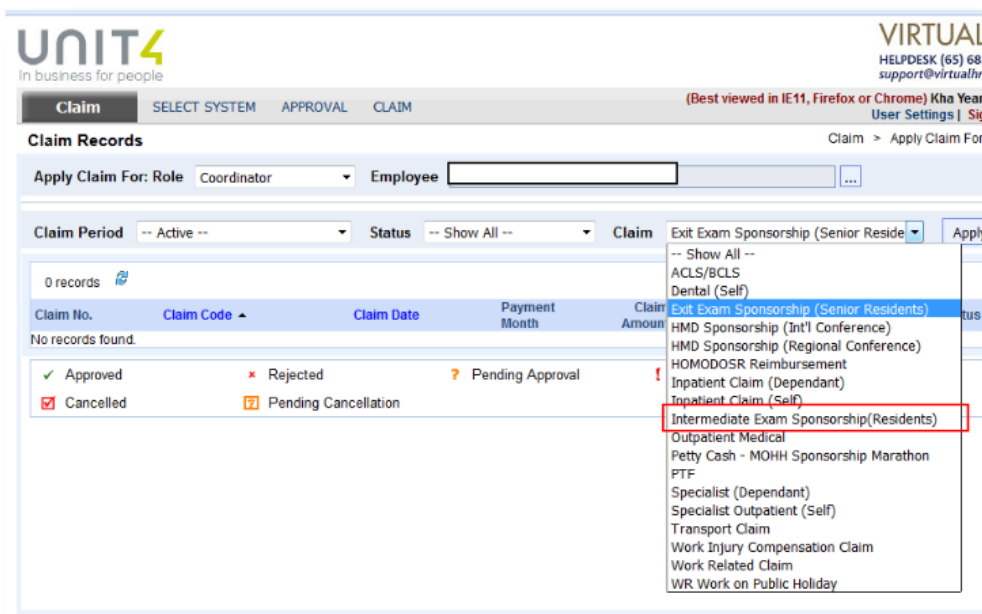 UNIT4
In business for people
VIRTUAL
HELPDESK (65) 68
support@virtualhr
Claim SELECT SYSTEM APPROVAL CLAIM
(Best viewed in IE11, Firefox or Chrome) Kha Year
User Settings | Sig
Claim Records
Claim > Apply Claim For
Apply Claim For: Role Coordinator Employee ...
Claim Period -- Active -- Status -- Show All -- Claim Exit Exam Sponsorship (Senior Reside Apply
-- Show All --
ACLS/BCLS
Dental (Self)
Exit Exam Sponsorship (Senior Residents)
HMD Sponsorship (Int'l Conference)
HMD Sponsorship (Regional Conference)
HOMODOSR Reimbursement
Inpatient Claim (Dependant)
Inpatient Claim (Self)
Intermediate Exam Sponsorship(Residents)
Outpatient Medical
Petty Cash - MOHH Sponsorship Marathon
PTF
Specialist (Dependant)
Specialist Outpatient (Self)
Transport Claim
Work Injury Compensation Claim
Work Related Claim
WR Work on Public Holiday
0 records
Claim No. Claim Code Claim Date Payment Month Claim Amount tus
No records found.
Approved Rejected Pending Approval
Cancelled Pending Cancellation